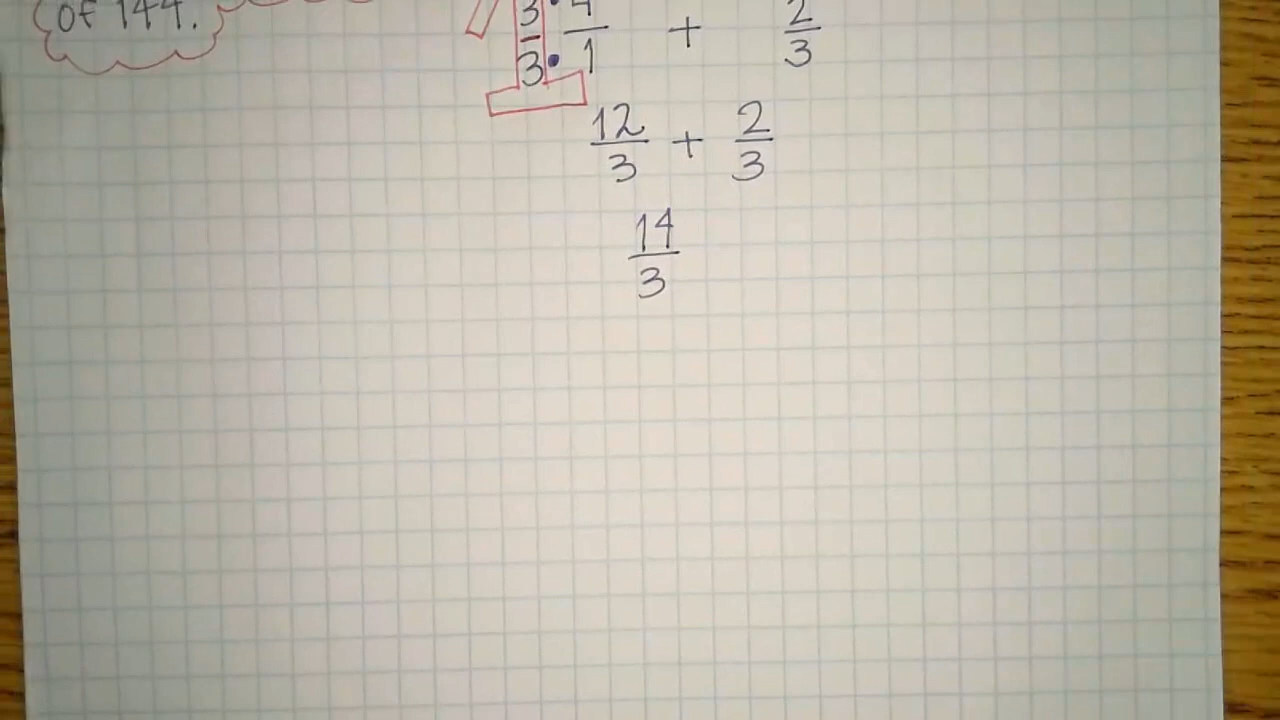 of 144.
3/3 · 4/1 + 2/3
12/3 + 2/3
14/3